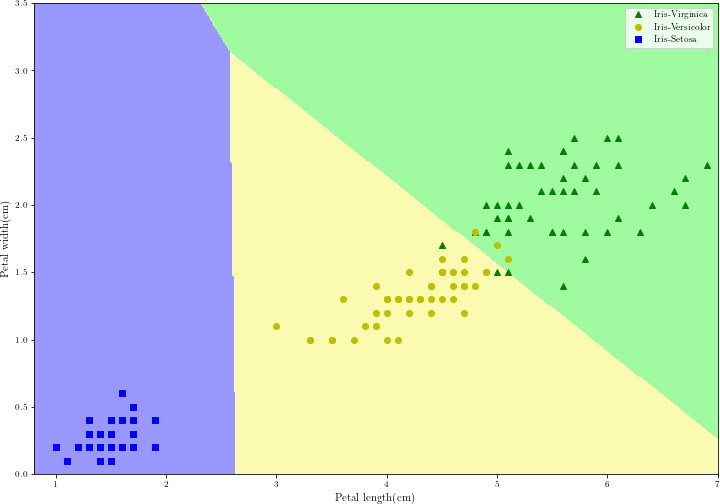 3.5
3.0
2.5
2.0
1.5
1.0
0.5
0.0
Petal width(cm)
1 2 3 4 5 6 7
Petal length(cm)
Iris-Virginica
Iris-Versicolor
Iris-Setosa